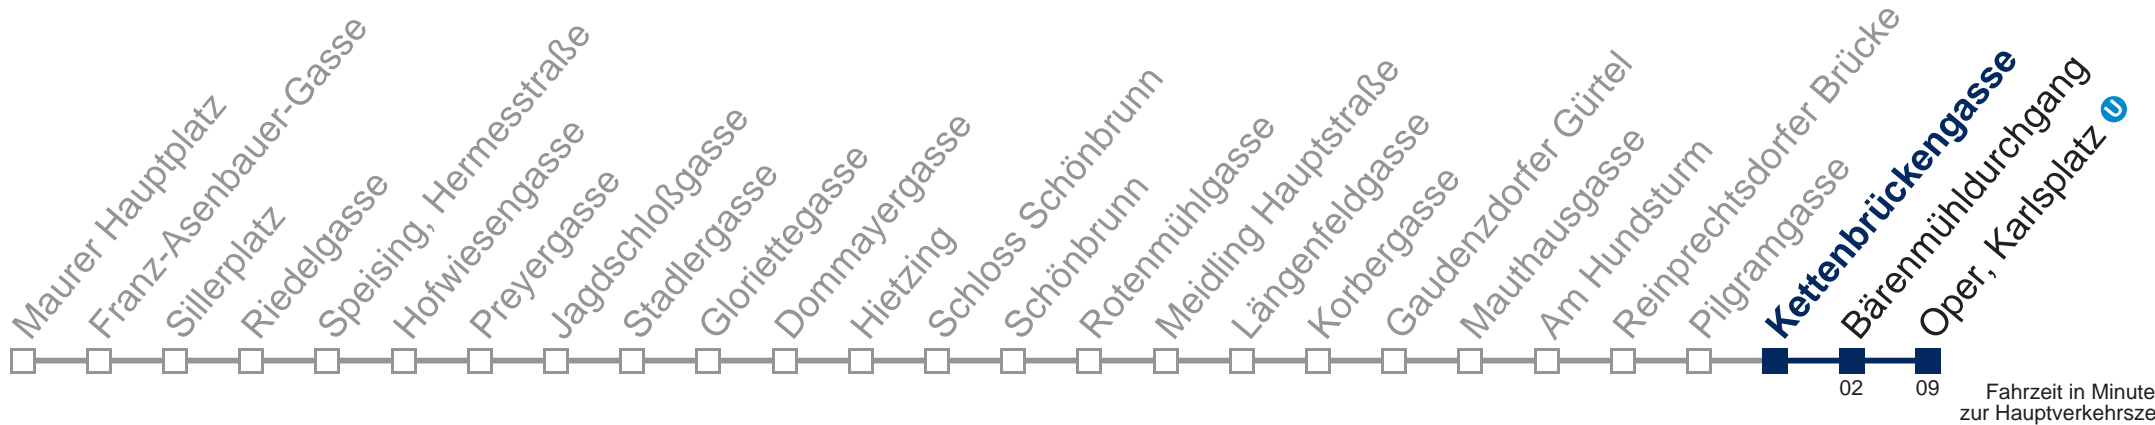 Maurer Hauptplatz
Franz-Asenbauer-Gasse
Sillerplatz
Riedelgasse
Speising, Hermesstraße
Hofwiesengasse
Preyergasse
Jagdschloßgasse
Stadlergasse
Gloriettegasse
Dommayergasse
Hietzing
Schloss Schönbrunn
Schönbrunn
Rotenmühlgasse
Meidling Hauptstraße
Längenfeldgasse
Korbergasse
Gaudenzdorfer Gürtel
Mauthausgasse
Am Hundsturm
Reinprechtsdorfer Brücke
Pilgramgasse
Kettenbrückengasse
Bärenmühldurchgang
Oper, Karlsplatz U
02
09
Fahrzeit in Minute
zur Hauptverkehrsze